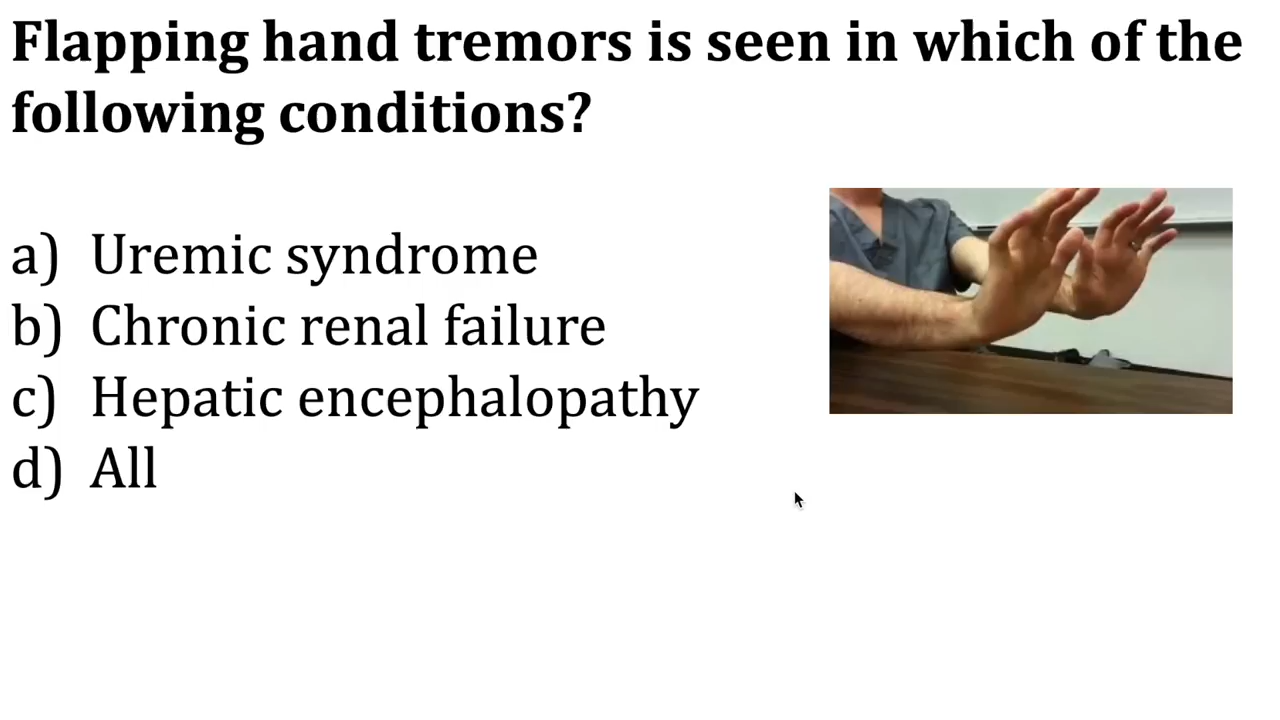 Flapping hand tremors is seen in which of the
following conditions?
a) Uremic syndrome
b) Chronic renal failure
c) Hepatic encephalopathy
d) All